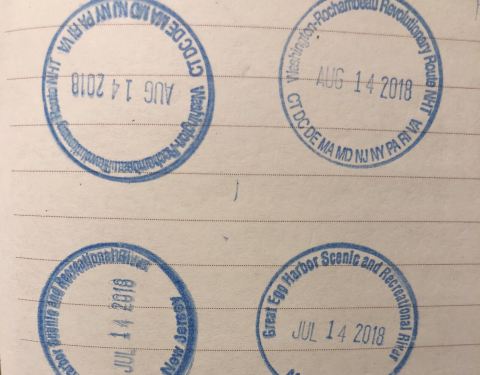 Washington-Rochambeau Revolutionary Route NHT
AUG 14 2018
CT DC DE MA MD NJ NY PA RI VA
Washington-Rochambeau Revolutionary Route NHT
AUG 14 2018
CT DC DE MA MD NJ NY PA RI VA
Harbor Scenic and Recreational River
JUL 14 2018
New Jersey
Great Egg Harbor Scenic and Recreational River
JUL 14 2018